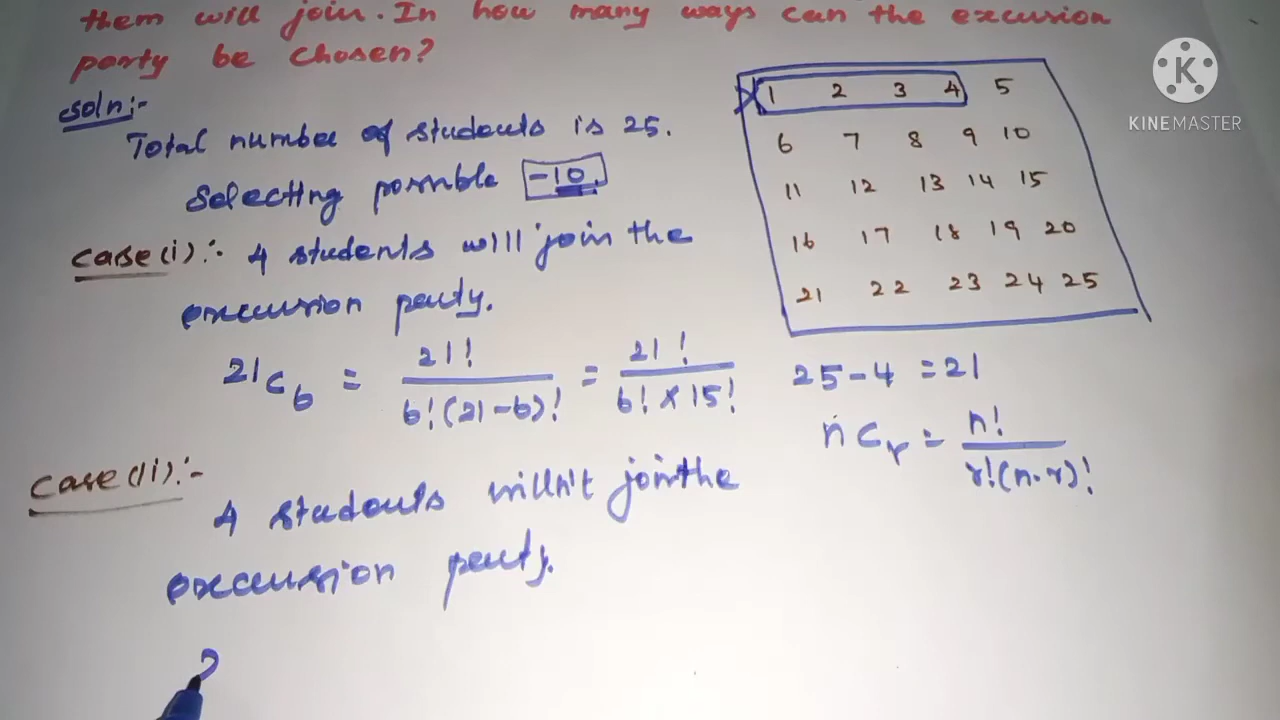 them will join. In how many ways can the excusion
party be chosen?
Soln:-
Total number of students is 25.
Selecting possible -10.
Case(i):- 4 students will join the
excursion party.
21C6 = 21! / 6!(21-6)! = 21! / 6! × 15!
Case(ii):-
4 students willn't join the
excursion party.
2
1 2 3 4 5
6 7 8 9 10
11 12 13 14 15
16 17 18 19 20
21 22 23 24 25
25-4 = 21
nCr = n! / r!(n-r)!
K
KINEMASTER